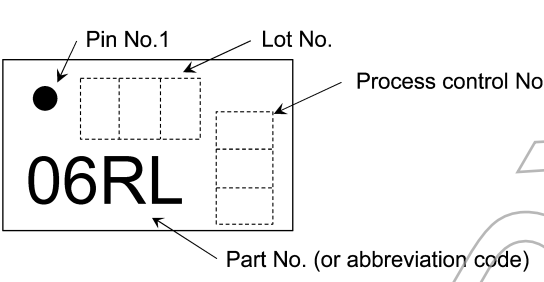 Pin No.1
Lot No.
Process control No
06RL
Part No. (or abbreviation code)